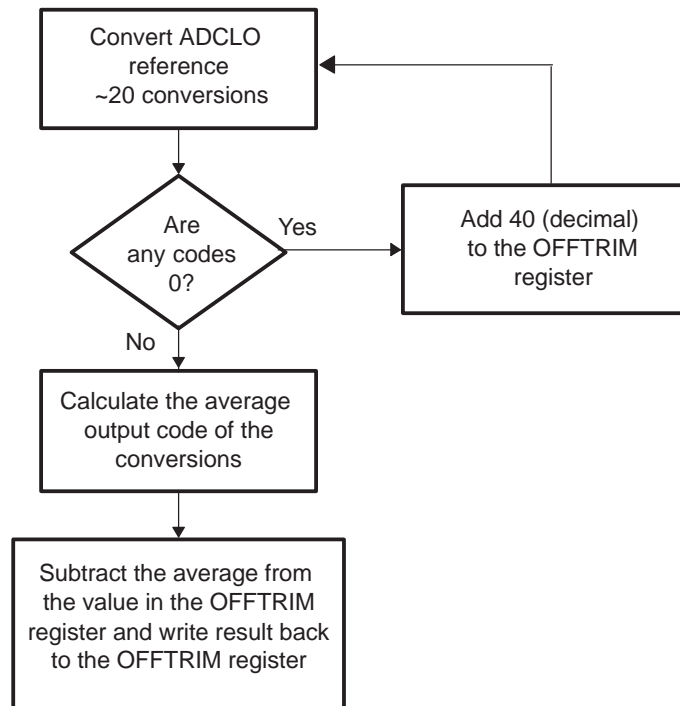 Convert ADCLO
reference
~20 conversions
Are
any codes
0?
Yes
Add 40 (decimal)
to the OFFTRIM
register
No
Calculate the average
output code of the
conversions
Subtract the average from
the value in the OFFTRIM
register and write result back
to the OFFTRIM register